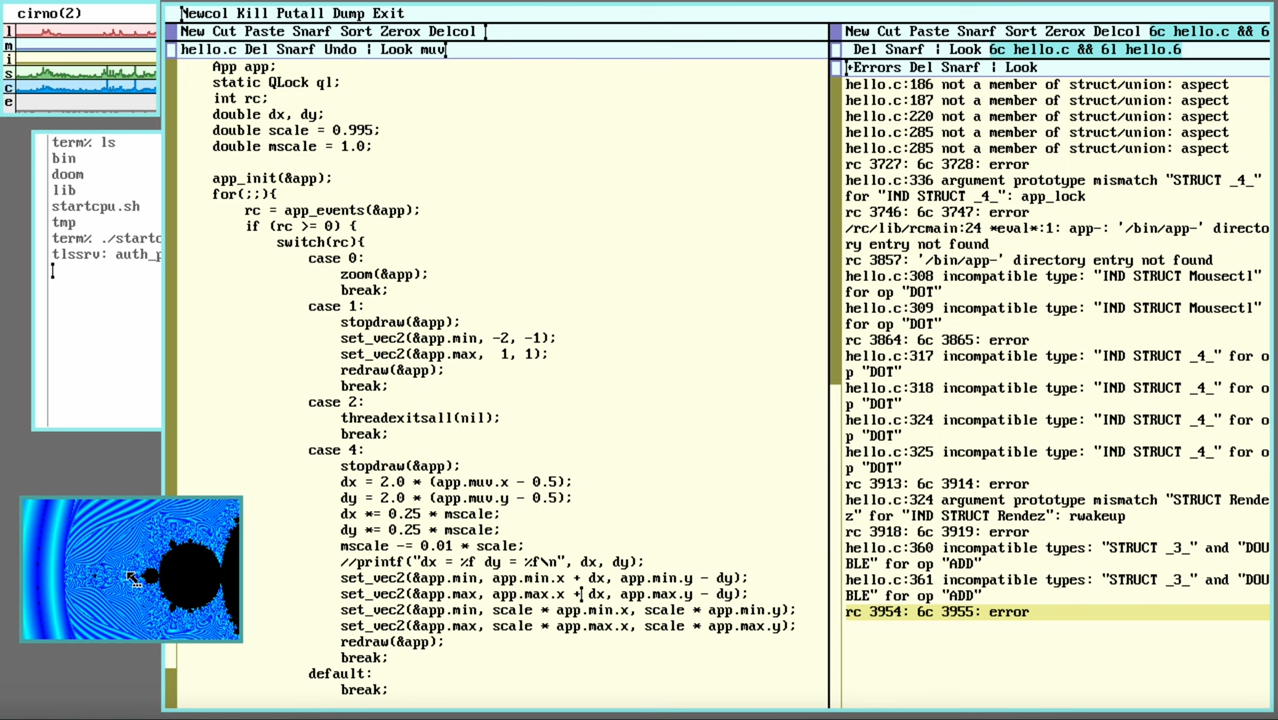 cirno(2)
l
m
i
s
c
e
term% ls
bin
doom
lib
startcpu.sh
tmp
term% ./startc
tlssrv: auth_p
Newcol Kill Putall Dump Exit
New Cut Paste Snarf Sort Zerox Delcol
hello.c Del Snarf Undo | Look muv
App app;
static QLock ql;
int rc;
double dx, dy;
double scale = 0.995;
double mscale = 1.0;
app_init(&app);
for(;;){
rc = app_events(&app);
if (rc >= 0) {
switch(rc){
case 0:
zoom(&app);
break;
case 1:
stopdraw(&app);
set_vec2(&app.min, -2, -1);
set_vec2(&app.max,  1, 1);
redraw(&app);
break;
case 2:
threadexitsall(nil);
break;
case 4:
stopdraw(&app);
dx = 2.0 * (app.muv.x - 0.5);
dy = 2.0 * (app.muv.y - 0.5);
dx *= 0.25 * mscale;
dy *= 0.25 * mscale;
mscale -= 0.01 * scale;
//printf("dx = %f dy = %f\n", dx, dy);
set_vec2(&app.min, app.min.x + dx, app.min.y - dy);
set_vec2(&app.max, app.max.x + dx, app.max.y - dy);
set_vec2(&app.min, scale * app.min.x, scale * app.min.y);
set_vec2(&app.max, scale * app.max.x, scale * app.max.y);
redraw(&app);
break;
default:
break;
New Cut Paste Snarf Sort Zerox Delcol 6c hello.c && 6
Del Snarf | Look 6c hello.c && 6l hello.6
+Errors Del Snarf | Look
hello.c:186 not a member of struct/union: aspect
hello.c:187 not a member of struct/union: aspect
hello.c:220 not a member of struct/union: aspect
hello.c:285 not a member of struct/union: aspect
hello.c:285 not a member of struct/union: aspect
rc 3727: 6c 3728: error
hello.c:336 argument prototype mismatch "STRUCT _4_"
for "IND STRUCT _4_": app_lock
rc 3746: 6c 3747: error
/rc/lib/rcmain:24 *eval*:1: app-: '/bin/app-' directo
ry entry not found
rc 3857: '/bin/app-' directory entry not found
hello.c:308 incompatible type: "IND STRUCT Mousectl"
for op "DOT"
hello.c:309 incompatible type: "IND STRUCT Mousectl"
for op "DOT"
rc 3864: 6c 3865: error
hello.c:317 incompatible type: "IND STRUCT _4_" for o
p "DOT"
hello.c:318 incompatible type: "IND STRUCT _4_" for o
p "DOT"
hello.c:324 incompatible type: "IND STRUCT _4_" for o
p "DOT"
hello.c:325 incompatible type: "IND STRUCT _4_" for o
p "DOT"
rc 3913: 6c 3914: error
hello.c:324 argument prototype mismatch "STRUCT Rende
z" for "IND STRUCT Rendez": rwakeup
rc 3918: 6c 3919: error
hello.c:360 incompatible types: "STRUCT _3_" and "DOU
BLE" for op "ADD"
hello.c:361 incompatible types: "STRUCT _3_" and "DOU
BLE" for op "ADD"
rc 3954: 6c 3955: error